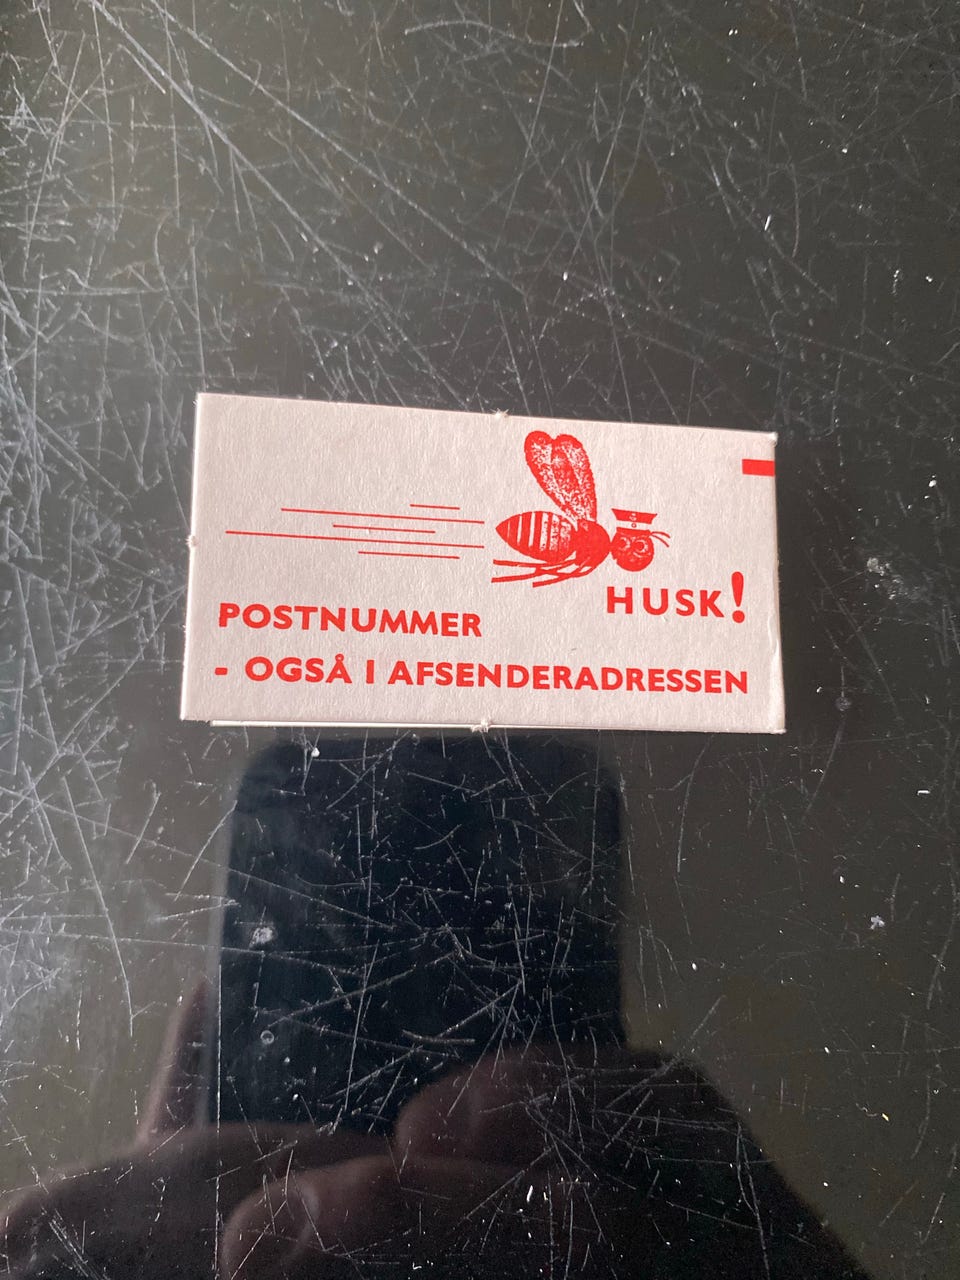 HUSK!
POSTNUMMER
- OGSÅ I AFSENDERADRESSEN